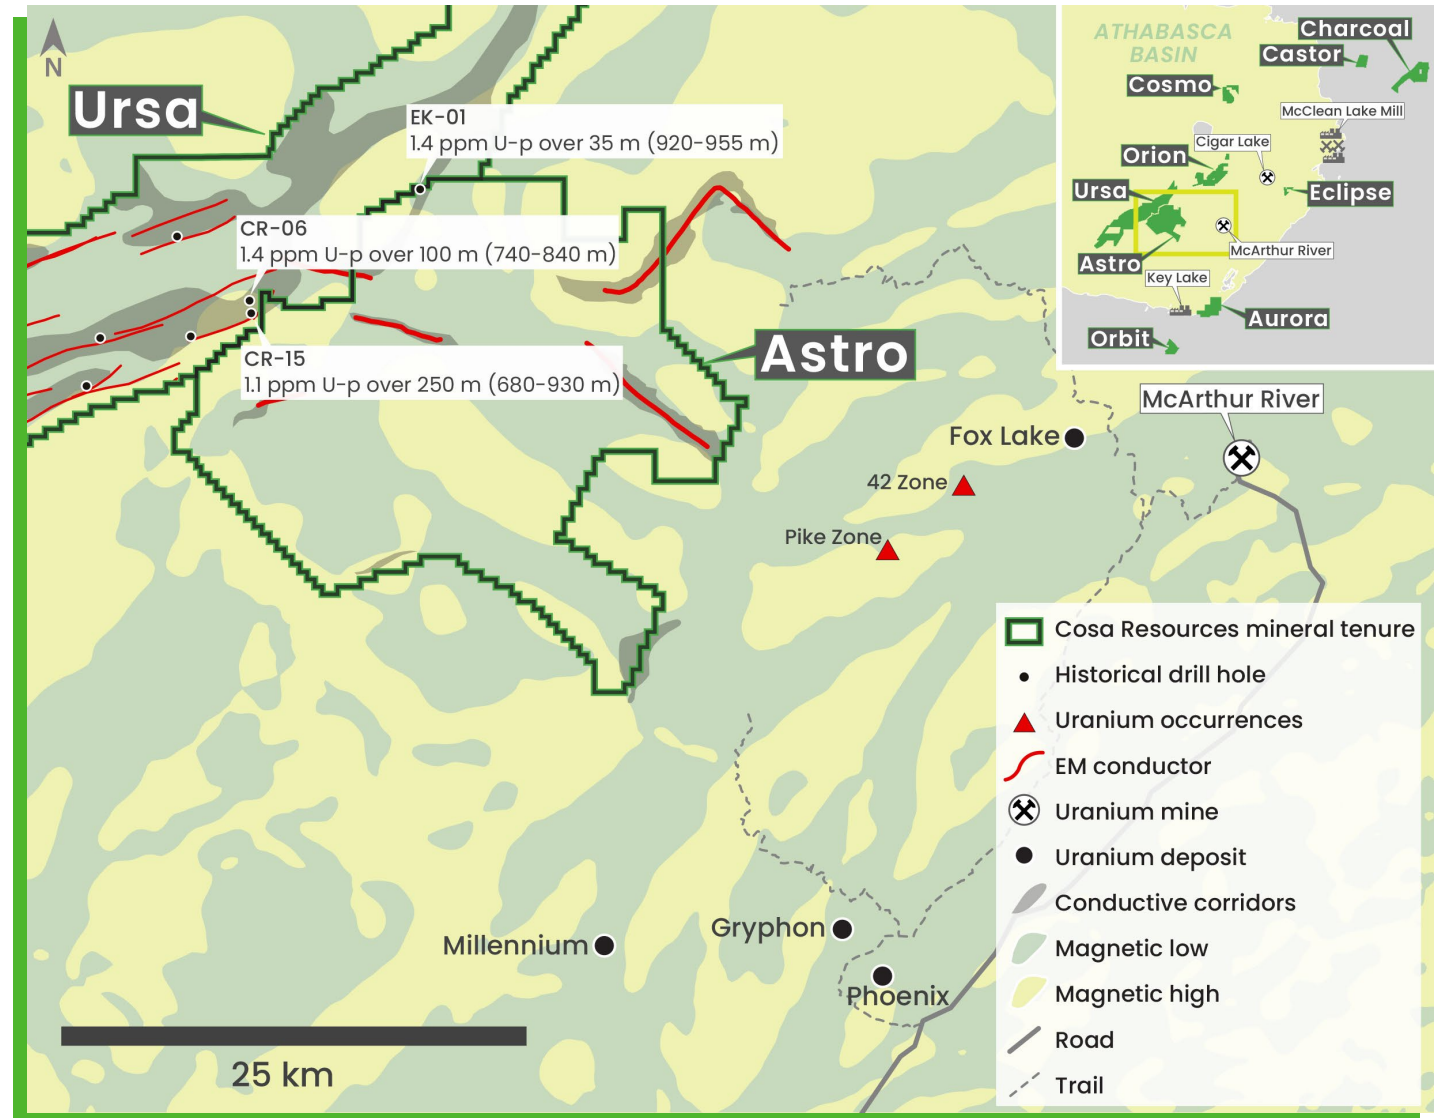 N
Ursa
EK-01
1.4 ppm U-p over 35 m (920-955 m)
CR-06
1.4 ppm U-p over 100 m (740-840 m)
CR-15
1.1 ppm U-p over 250 m (680-930 m)
Astro
ATHABASCA
BASIN
Charcoal
Castor
Cosmo
McClean Lake Mill
Cigar Lake
Orion
Ursa
Eclipse
McArthur River
Astro
Key Lake
Aurora
Orbit
McArthur River
Fox Lake
42 Zone
Pike Zone
Millennium
Gryphon
Phoenix
25 km
Cosa Resources mineral tenure
Historical drill hole
Uranium occurrences
EM conductor
Uranium mine
Uranium deposit
Conductive corridors
Magnetic low
Magnetic high
Road
Trail